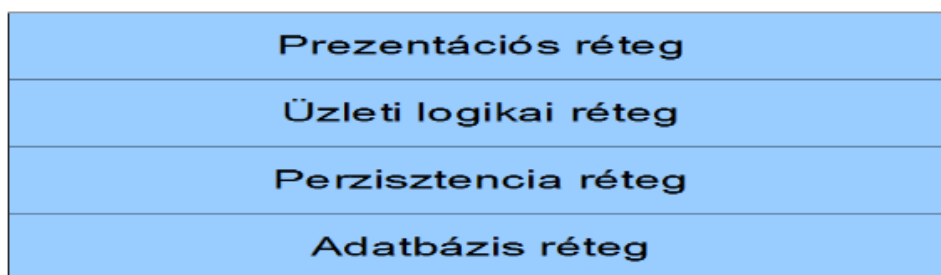 Prezentációs réteg
Üzleti logikai réteg
Perzisztencia réteg
Adatbázis réteg